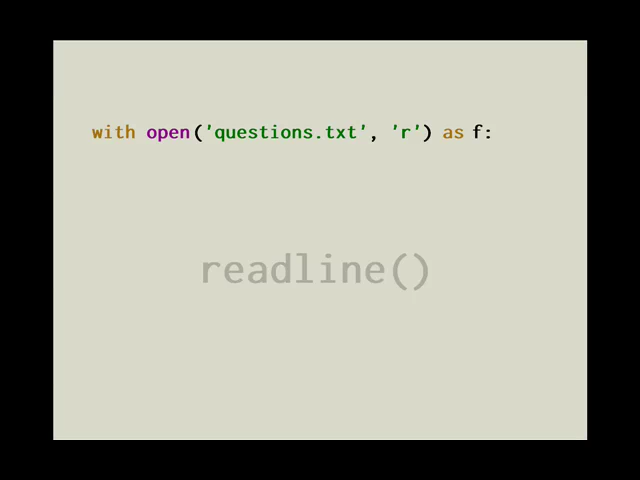 with open('questions.txt', 'r') as f:
readline()